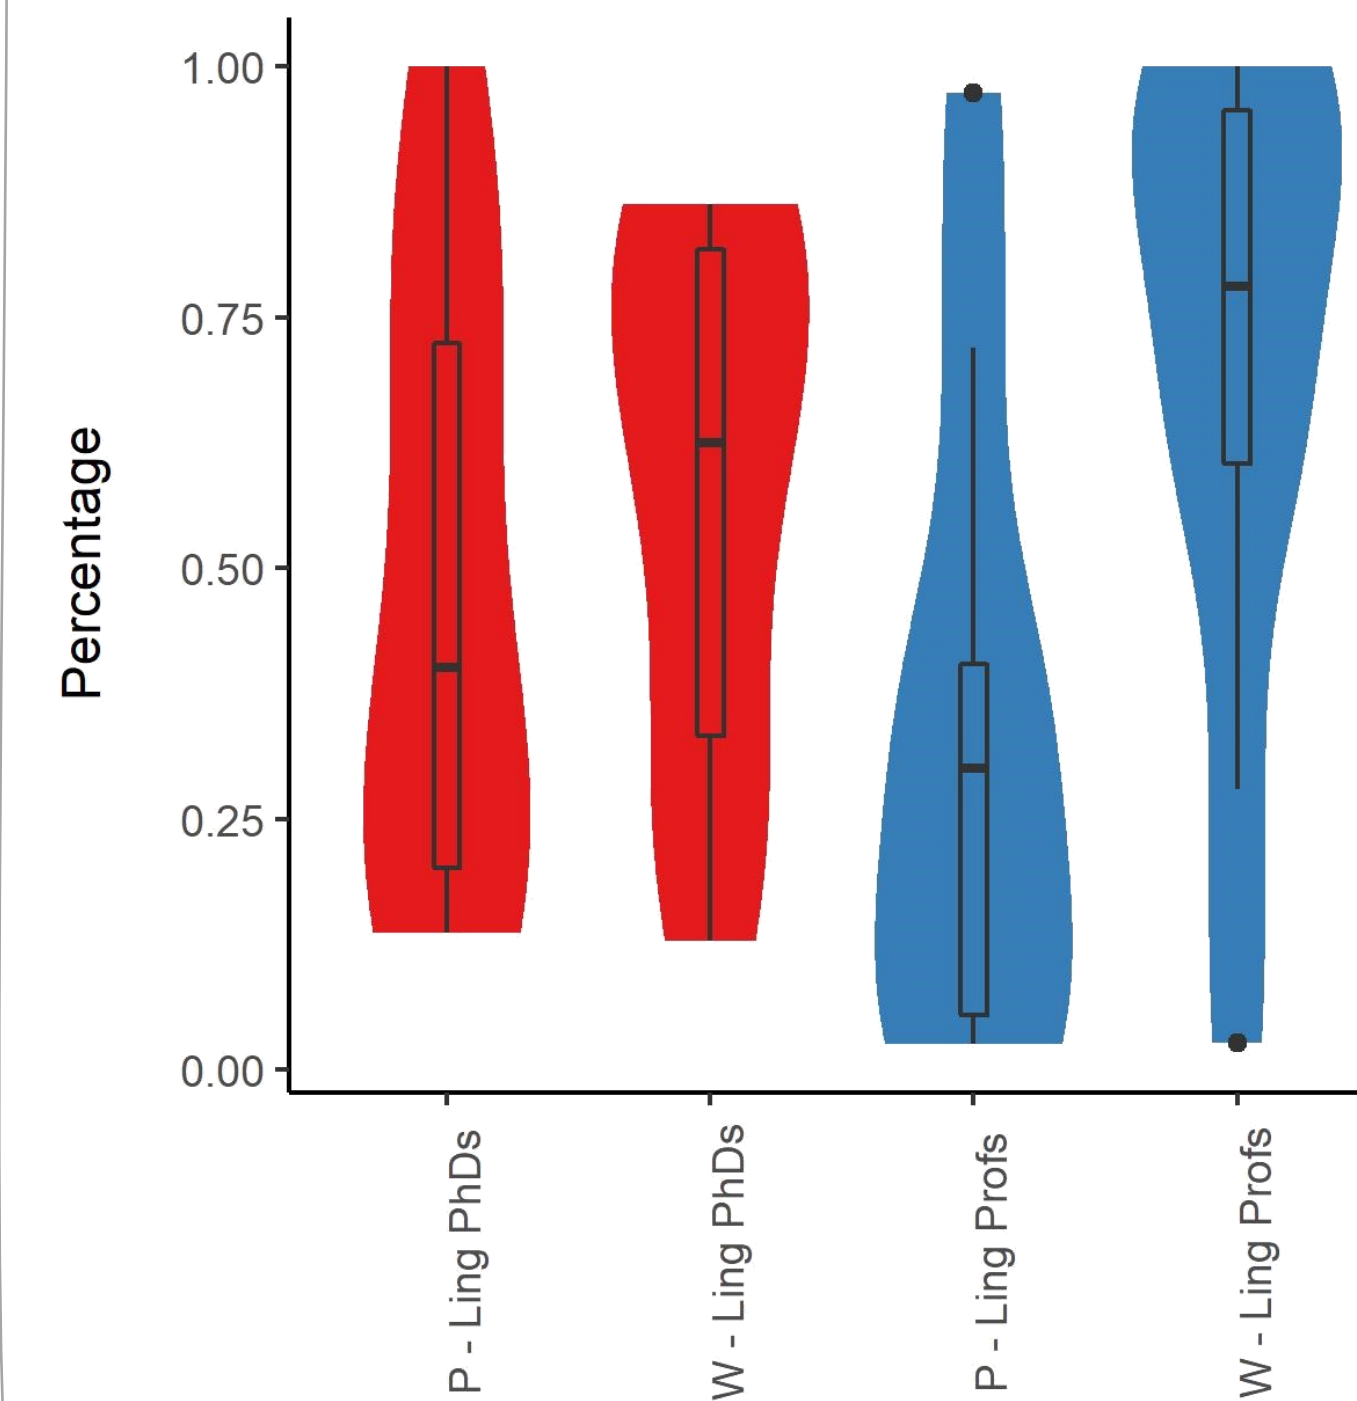 Percentage
1.00
0.75
0.50
0.25
0.00
P - Ling PhDs
W - Ling PhDs
P - Ling Profs
W - Ling Profs